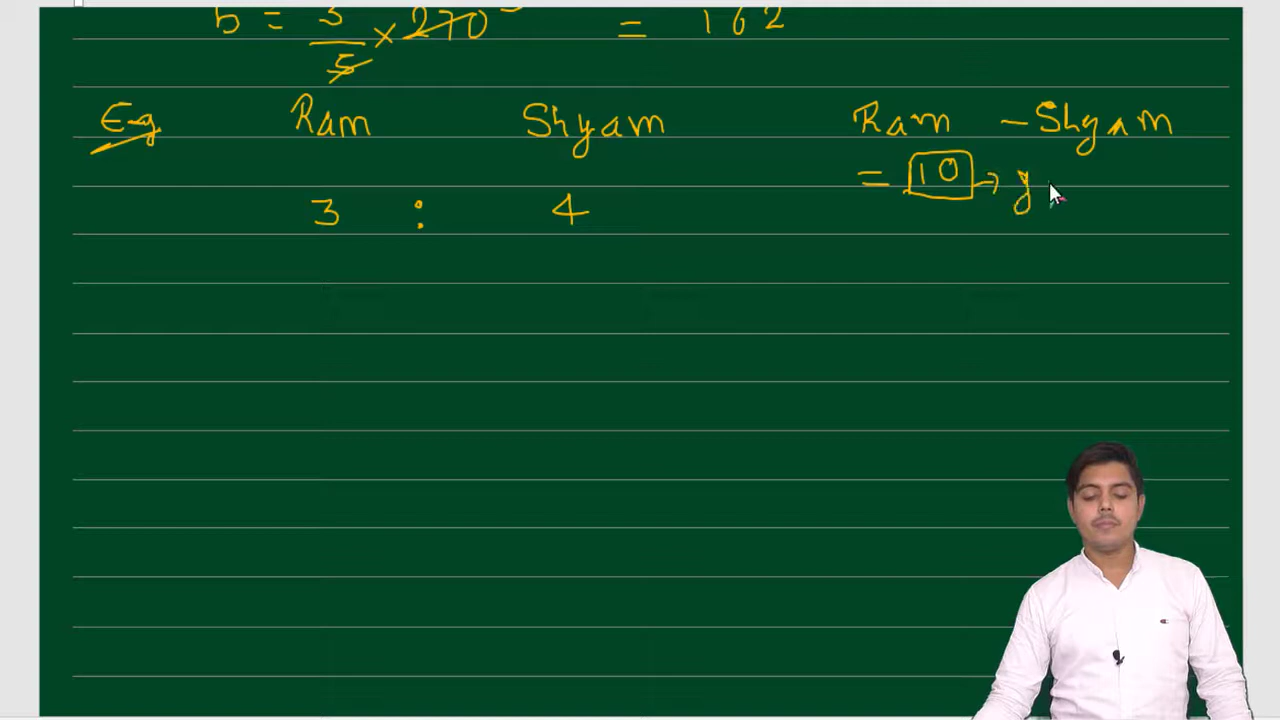 b = 3/5 × 270 = 162
Eg Ram Shyam Ram - Shyam
= 10 → y
3 : 4